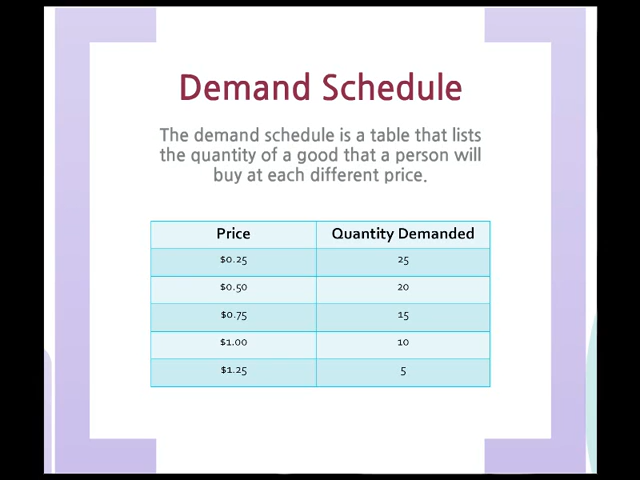 Demand Schedule
The demand schedule is a table that lists
the quantity of a good that a person will
buy at each different price.
Price Quantity Demanded
$0.25 25
$0.50 20
$0.75 15
$1.00 10
$1.25 5